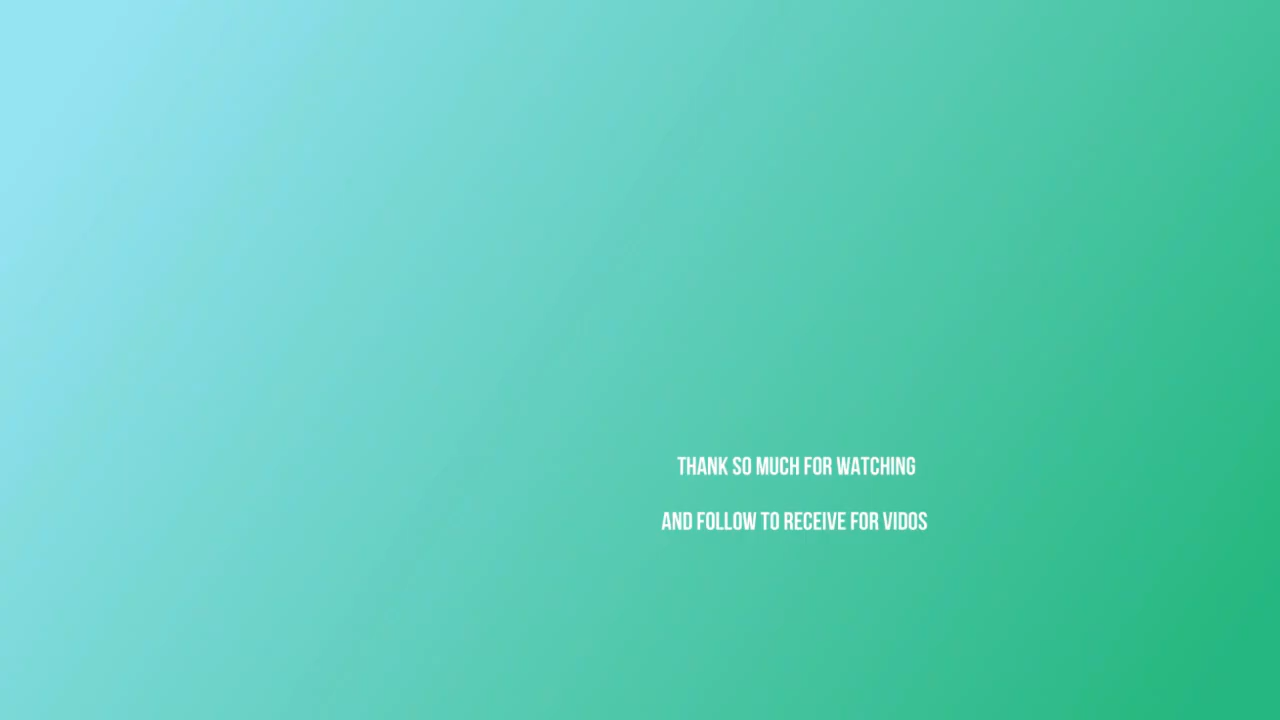 THANK SO MUCH FOR WATCHING
AND FOLLOW TO RECEIVE FOR VIDOS